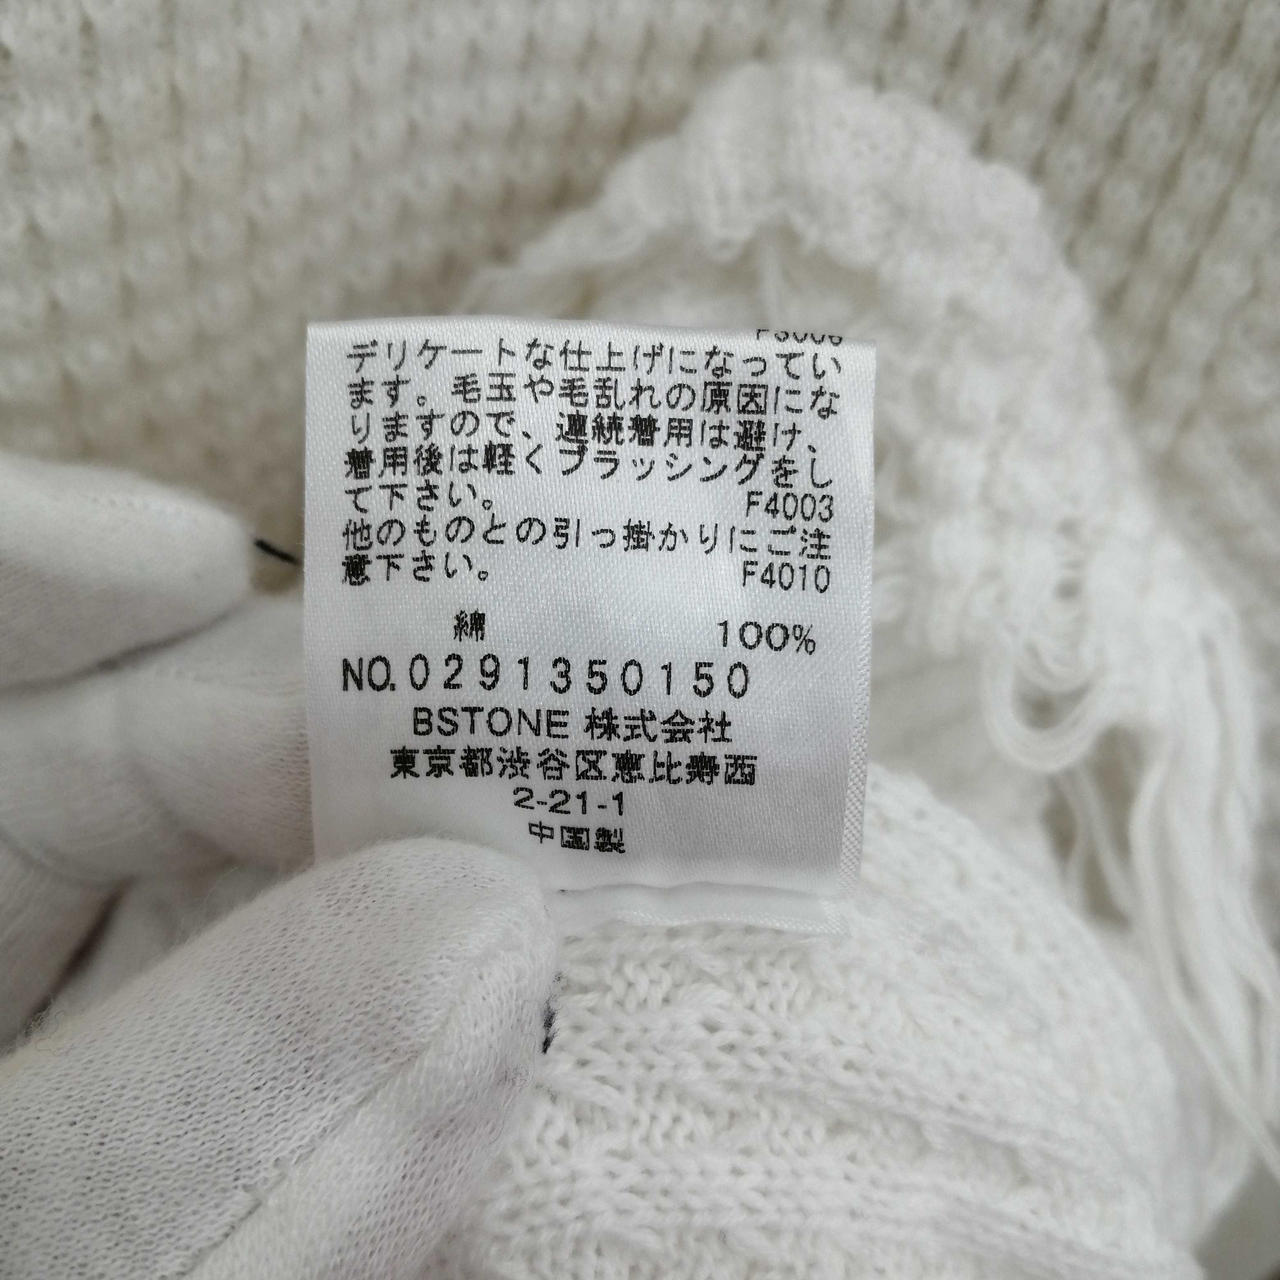 デリケートな仕上げになってい
ます。毛玉や毛乱れの原因にな
りますので、連続着用は避け、
着用後は軽くブラッシングをし
て下さい。 F4003
他のものとの引っ掛かりにご注
意下さい。 F4010
綿 100%
NO.0291350150
BSTONE 株式会社
東京都渋谷区恵比寿西
2-21-1
中国製